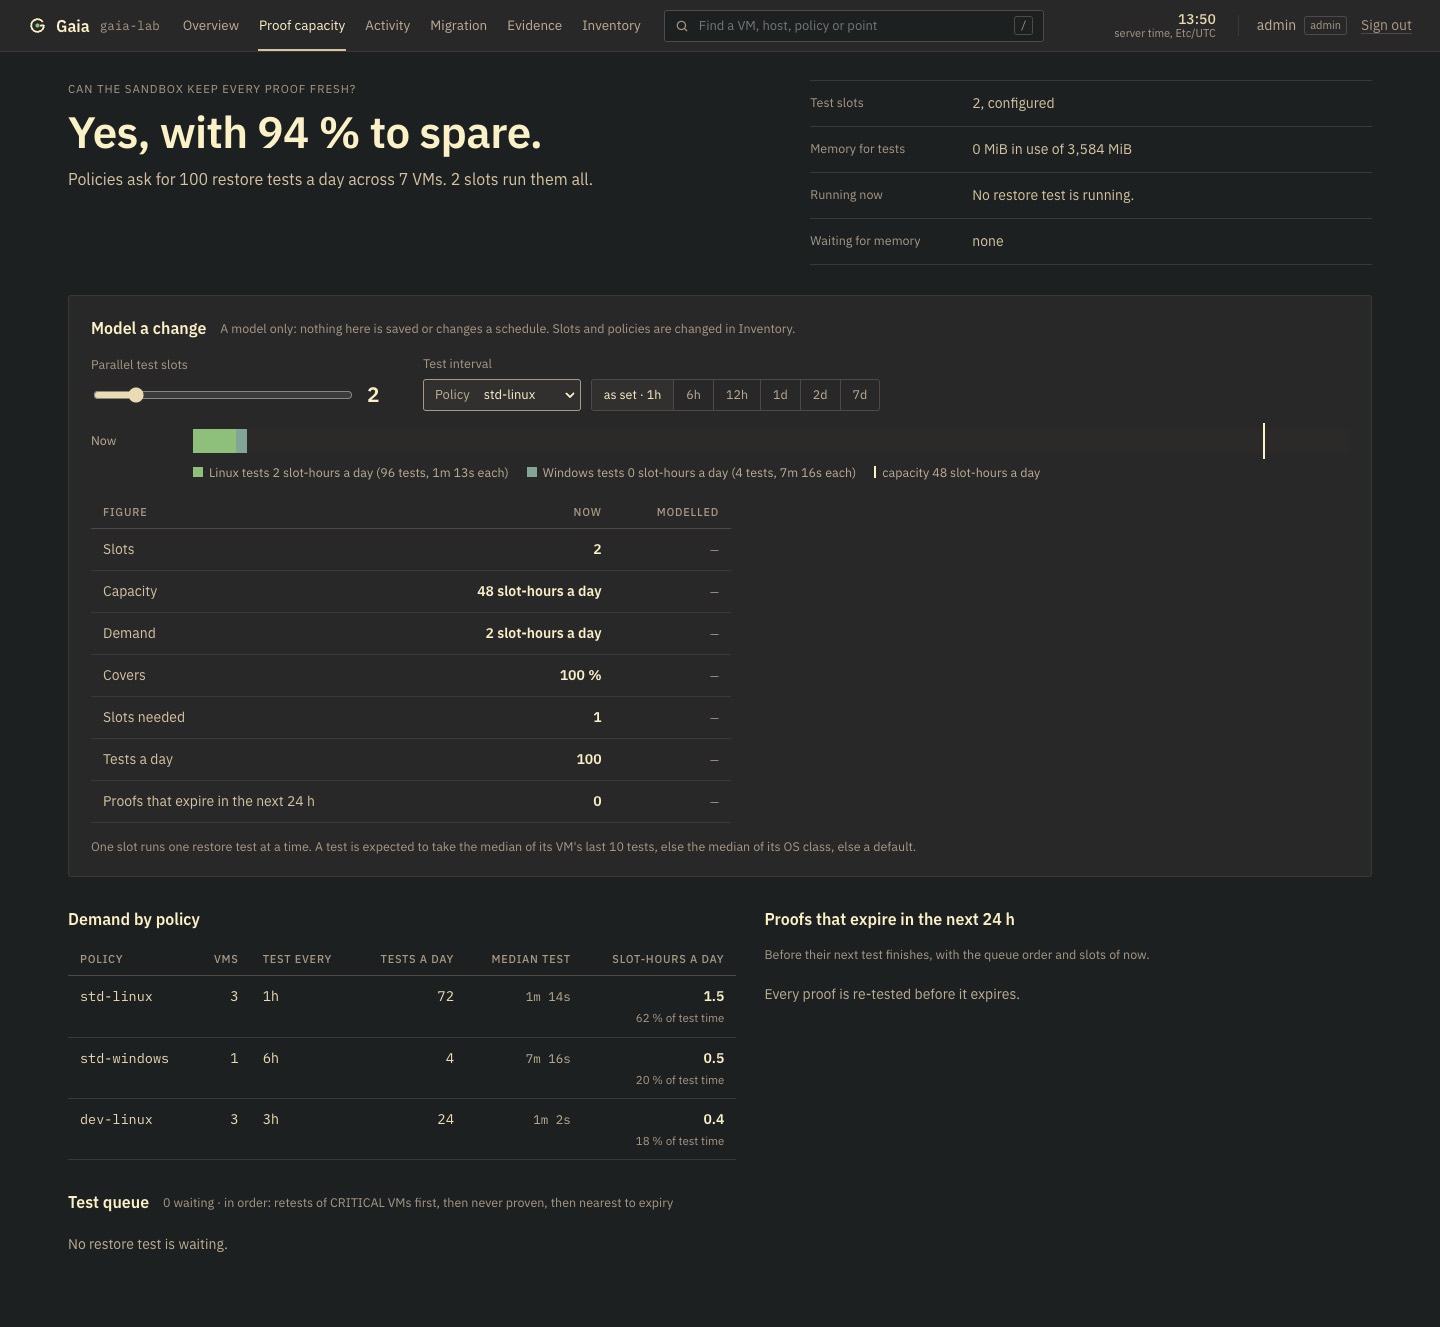 Gaia gaia-lab Overview Proof capacity Activity Migration Evidence Inventory Find a VM, host, policy or point / 13:50 admin admin Sign out
server time, Etc/UTC
CAN THE SANDBOX KEEP EVERY PROOF FRESH?
Yes, with 94 % to spare.
Policies ask for 100 restore tests a day across 7 VMs. 2 slots run them all.
Test slots 2, configured
Memory for tests 0 MiB in use of 3,584 MiB
Running now No restore test is running.
Waiting for memory none
Model a change A model only: nothing here is saved or changes a schedule. Slots and policies are changed in Inventory.
Parallel test slots Test interval
2 Policy std-linux as set · 1h 6h 12h 1d 2d 7d
Now
Linux tests 2 slot-hours a day (96 tests, 1m 13s each) Windows tests 0 slot-hours a day (4 tests, 7m 16s each) capacity 48 slot-hours a day
FIGURE NOW MODELLED
Slots 2 –
Capacity 48 slot-hours a day –
Demand 2 slot-hours a day –
Covers 100 % –
Slots needed 1 –
Tests a day 100 –
Proofs that expire in the next 24 h 0 –
One slot runs one restore test at a time. A test is expected to take the median of its VM's last 10 tests, else the median of its OS class, else a default.
Demand by policy
POLICY VMS TEST EVERY TESTS A DAY MEDIAN TEST SLOT-HOURS A DAY
std-linux 3 1h 72 1m 14s 1.5
62 % of test time
std-windows 1 6h 4 7m 16s 0.5
20 % of test time
dev-linux 3 3h 24 1m 2s 0.4
18 % of test time
Proofs that expire in the next 24 h
Before their next test finishes, with the queue order and slots of now.
Every proof is re-tested before it expires.
Test queue 0 waiting · in order: retests of CRITICAL VMs first, then never proven, then nearest to expiry
No restore test is waiting.